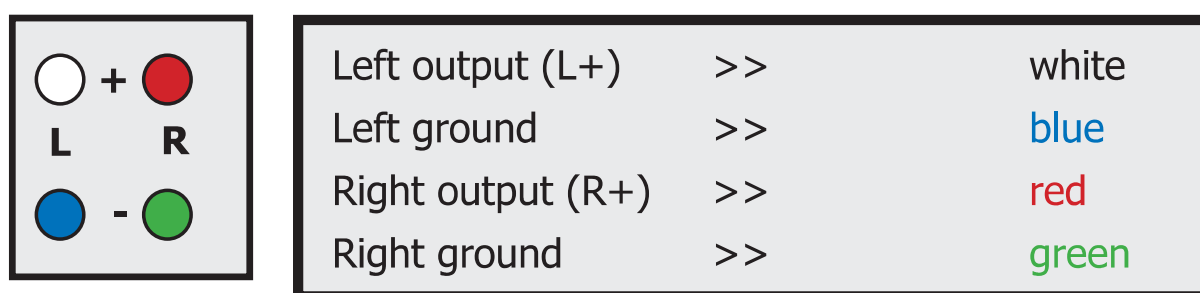 +
L R
-
Left output (L+) >> white
Left ground >> blue
Right output (R+) >> red
Right ground >> green